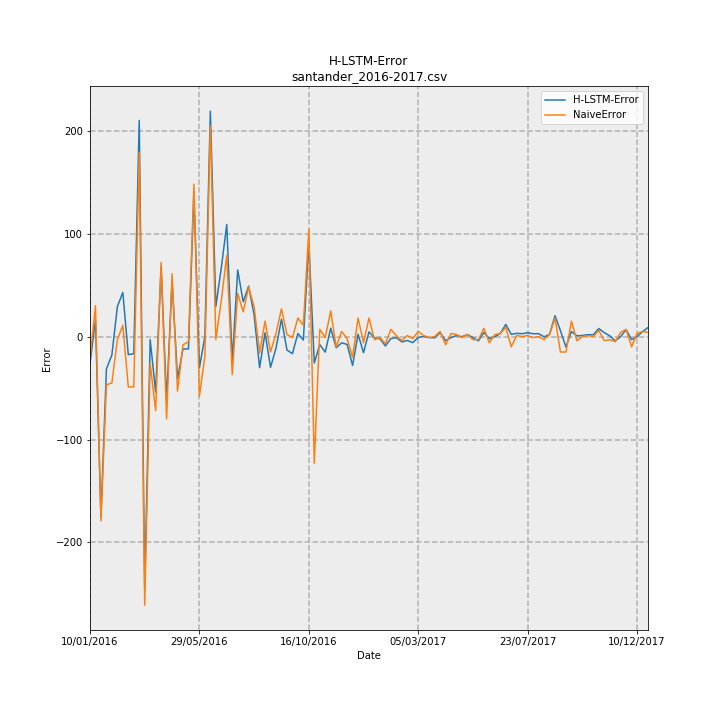 H-LSTM-Error
santander_2016-2017.csv
H-LSTM-Error
NaiveError
200
100
0
−100
−200
Error
10/01/2016 29/05/2016 16/10/2016 05/03/2017 23/07/2017 10/12/2017
Date